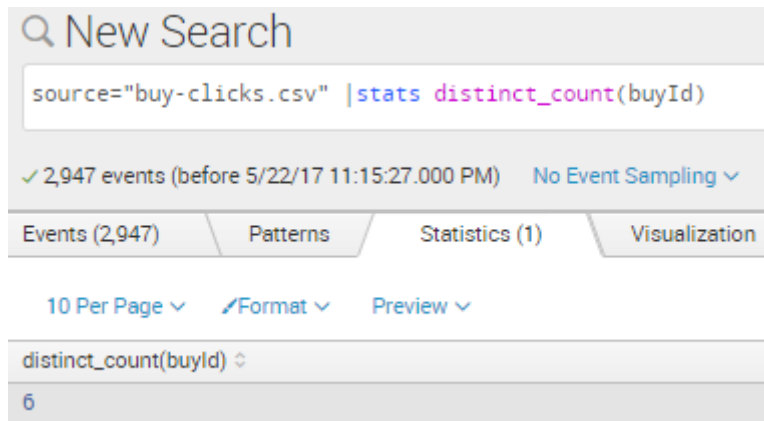 New Search
source="buy-clicks.csv" |stats distinct_count(buyId)
✓ 2,947 events (before 5/22/17 11:15:27.000 PM) No Event Sampling
Events (2,947) Patterns Statistics (1) Visualization
10 Per Page Format Preview
distinct_count(buyId)
6